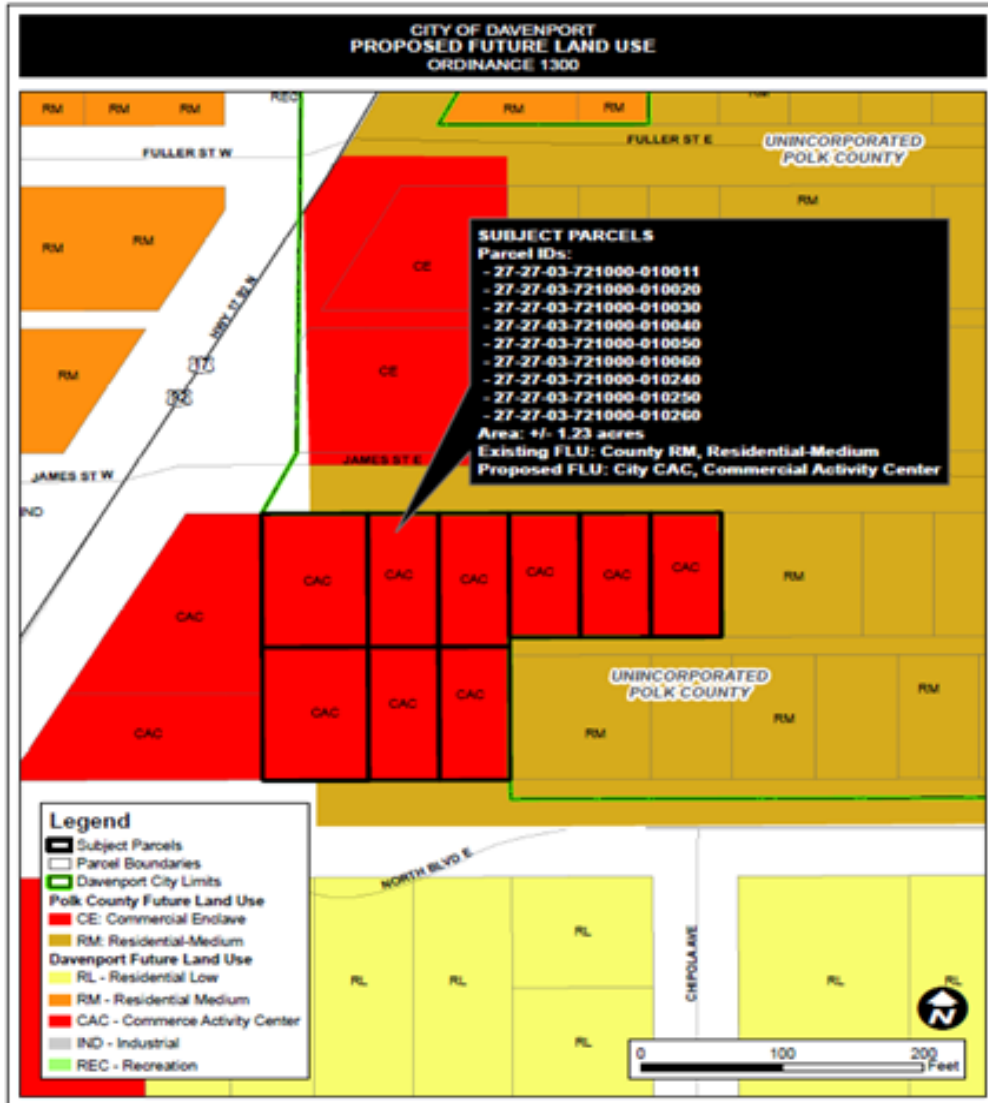 CITY OF DAVENPORT
PROPOSED FUTURE LAND USE
ORDINANCE 1300
RM RM RM
REC
RM RM
RM
FULLER ST W
FULLER ST E
UNINCORPORATED
POLK COUNTY
RM RM
RM
CE
HWY 17 92 N
17
92
RM
CE
SUBJECT PARCELS
Parcel IDs:
- 27-27-03-721000-010011
- 27-27-03-721000-010020
- 27-27-03-721000-010030
- 27-27-03-721000-010040
- 27-27-03-721000-010050
- 27-27-03-721000-010060
- 27-27-03-721000-010240
- 27-27-03-721000-010250
- 27-27-03-721000-010260
Area: +/- 1.23 acres
Existing FLU: County RM, Residential-Medium
Proposed FLU: City CAC, Commercial Activity Center
JAMES ST W
JAMES ST E
IND
CAC CAC CAC CAC CAC CAC RM
CAC
UNINCORPORATED
POLK COUNTY
CAC CAC CAC CAC RM RM RM
Legend
Subject Parcels
Parcel Boundaries
Davenport City Limits
Polk County Future Land Use
CE: Commercial Enclave
RM: Residential-Medium
Davenport Future Land Use
RL - Residential Low
RM - Residential Medium
CAC - Commerce Activity Center
IND - Industrial
REC - Recreation
NORTH BLVD E
CHIPOLA AVE
RL RL RL RL RL
RL
N
0 100 200
Feet